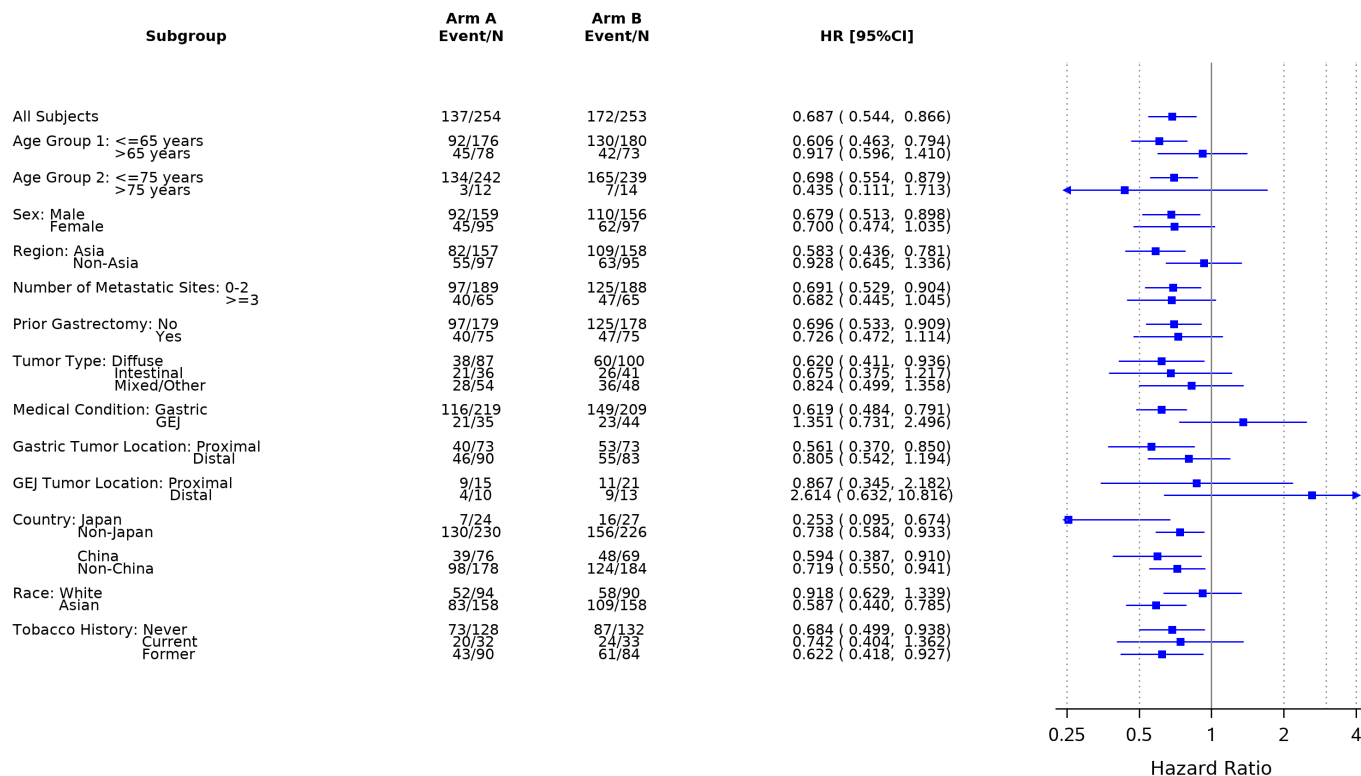 Arm A Arm B
Subgroup Event/N Event/N HR [95%CI]
All Subjects 137/254 172/253 0.687 ( 0.544, 0.866)
Age Group 1: <=65 years 92/176 130/180 0.606 ( 0.463, 0.794)
>65 years 45/78 42/73 0.917 ( 0.596, 1.410)
Age Group 2: <=75 years 134/242 165/239 0.698 ( 0.554, 0.879)
>75 years 3/12 7/14 0.435 ( 0.111, 1.713)
Sex: Male 92/159 110/156 0.679 ( 0.513, 0.898)
Female 45/95 62/97 0.700 ( 0.474, 1.035)
Region: Asia 82/157 109/158 0.583 ( 0.436, 0.781)
Non-Asia 55/97 63/95 0.928 ( 0.645, 1.336)
Number of Metastatic Sites: 0-2 97/189 125/188 0.691 ( 0.529, 0.904)
>=3 40/65 47/65 0.682 ( 0.445, 1.045)
Prior Gastrectomy: No 97/179 125/178 0.696 ( 0.533, 0.909)
Yes 40/75 47/75 0.726 ( 0.472, 1.114)
Tumor Type: Diffuse 38/87 60/100 0.620 ( 0.411, 0.936)
Intestinal 21/36 26/41 0.675 ( 0.375, 1.217)
Mixed/Other 28/54 36/48 0.824 ( 0.499, 1.358)
Medical Condition: Gastric 116/219 149/209 0.619 ( 0.484, 0.791)
GEJ 21/35 23/44 1.351 ( 0.731, 2.496)
Gastric Tumor Location: Proximal 40/73 53/73 0.561 ( 0.370, 0.850)
Distal 46/90 55/83 0.805 ( 0.542, 1.194)
GEJ Tumor Location: Proximal 9/15 11/21 0.867 ( 0.345, 2.182)
Distal 4/10 9/13 2.614 ( 0.632, 10.816)
Country: Japan 7/24 16/27 0.253 ( 0.095, 0.674)
Non-Japan 130/230 156/226 0.738 ( 0.584, 0.933)
China 39/76 48/69 0.594 ( 0.387, 0.910)
Non-China 98/178 124/184 0.719 ( 0.550, 0.941)
Race: White 52/94 58/90 0.918 ( 0.629, 1.339)
Asian 83/158 109/158 0.587 ( 0.440, 0.785)
Tobacco History: Never 73/128 87/132 0.684 ( 0.499, 0.938)
Current 20/32 24/33 0.742 ( 0.404, 1.362)
Former 43/90 61/84 0.622 ( 0.418, 0.927)
0.25 0.5 1 2 4
Hazard Ratio